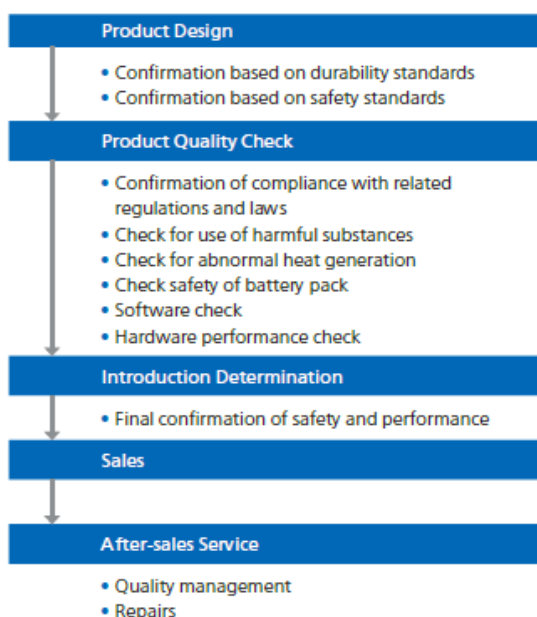 Product Design
• Confirmation based on durability standards
• Confirmation based on safety standards
Product Quality Check
• Confirmation of compliance with related
regulations and laws
• Check for use of harmful substances
• Check for abnormal heat generation
• Check safety of battery pack
• Software check
• Hardware performance check
Introduction Determination
• Final confirmation of safety and performance
Sales
After-sales Service
• Quality management
• Repairs